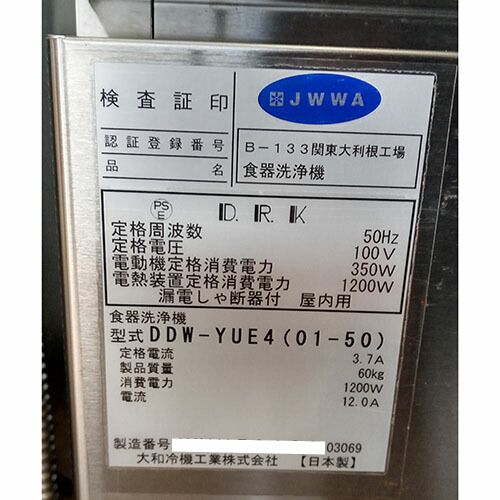 検査証印 JWWA
認証登録番号 B-133関東大利根工場
品名 食器洗浄機
PS E D.R.K
定格周波数 50Hz
定格電圧 100V
電動機定格消費電力 350W
電熱装置定格消費電力 1200W
漏電しゃ断器付 屋内用
食器洗浄機
型式 DDW-YUE4(01-50)
定格電流 3.7A
製品質量 60kg
消費電力 1200W
電流 12.0A
製造番号 03069
大和冷機工業株式会社 【日本製】